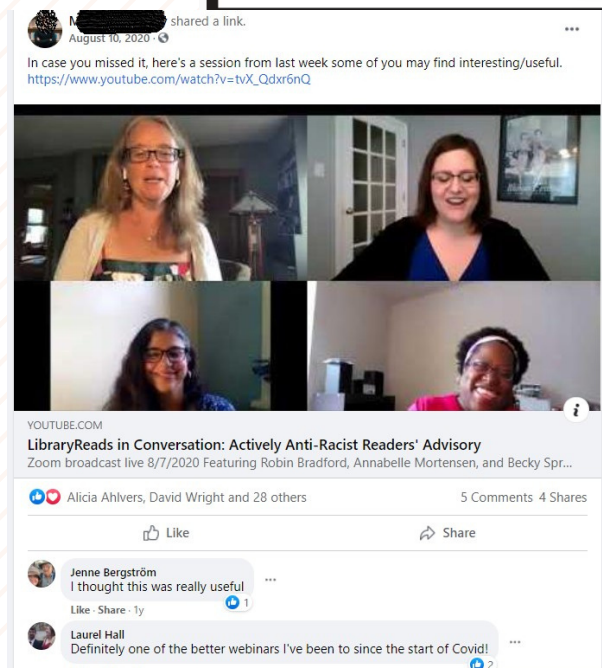 shared a link.
August 10, 2020 ·
In case you missed it, here's a session from last week some of you may find interesting/useful.
https://www.youtube.com/watch?v=tvX_Qdxr6nQ
YOUTUBE.COM
LibraryReads in Conversation: Actively Anti-Racist Readers' Advisory
Zoom broadcast live 8/7/2020 Featuring Robin Bradford, Annabelle Mortensen, and Becky Spr...
Alicia Ahlvers, David Wright and 28 others 5 Comments 4 Shares
Like Share
Jenne Bergström
I thought this was really useful
Like · Share · 1y 1
Laurel Hall
Definitely one of the better webinars I've been to since the start of Covid!
2